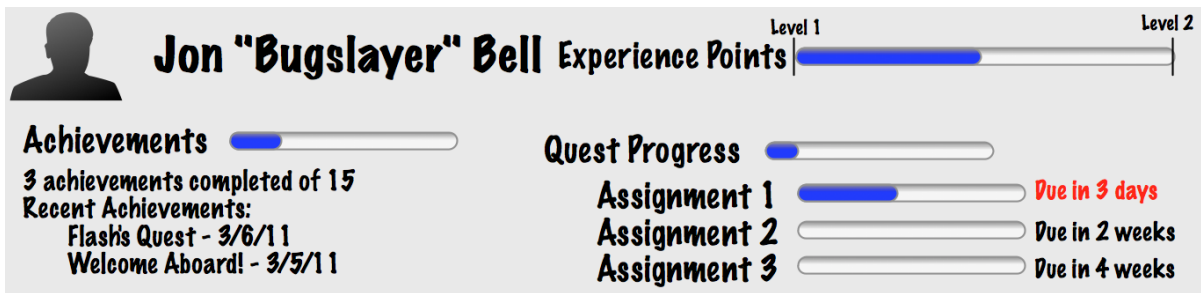 Level 1
Level 2
Jon "Bugslayer" Bell
Experience Points
Achievements
3 achievements completed of 15
Recent Achievements:
Flash's Quest - 3/6/11
Welcome Aboard! - 3/5/11
Quest Progress
Assignment 1 Due in 3 days
Assignment 2 Due in 2 weeks
Assignment 3 Due in 4 weeks